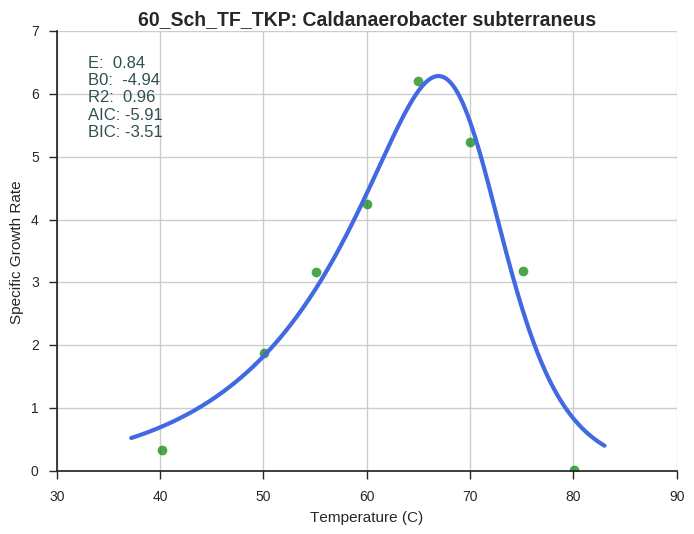 60_Sch_TF_TKP: Caldanaerobacter subterraneus
7
6
5
4
3
2
1
0
E:  0.84
B0:  -4.94
R2:  0.96
AIC: -5.91
BIC: -3.51
Specific Growth Rate
30 40 50 60 70 80 90
Temperature (C)